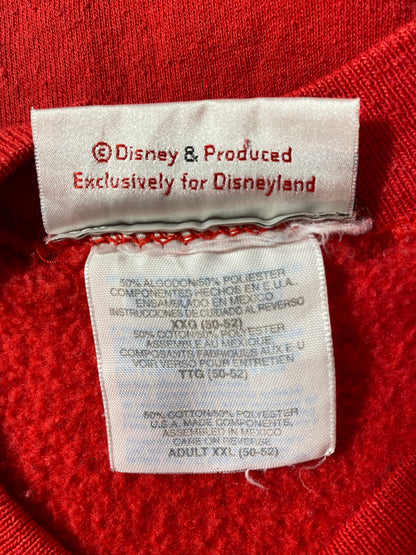 ©Disney & Produced
Exclusively for Disneyland
50% ALGODON/50% POLIESTER
COMPONENTES HECHOS EN E.U.A.
ENSAMBLADO EN MEXICO
INSTRUCCIONES DE CUIDADO AL REVERSO
XXG (50-52)
50% COTON/50% POLYESTER
ASSEMBLE AU MEXIQUE,
COMPOSANTS FABRIQUES AUX E-U
VOIR VERSO POUR ENTRETIEN
TTG (50-52)
50% COTTON/50% POLYESTER
U.S.A. MADE COMPONENTS,
ASSEMBLED IN MEXICO
CARE ON REVERSE
ADULT XXL (50-52)